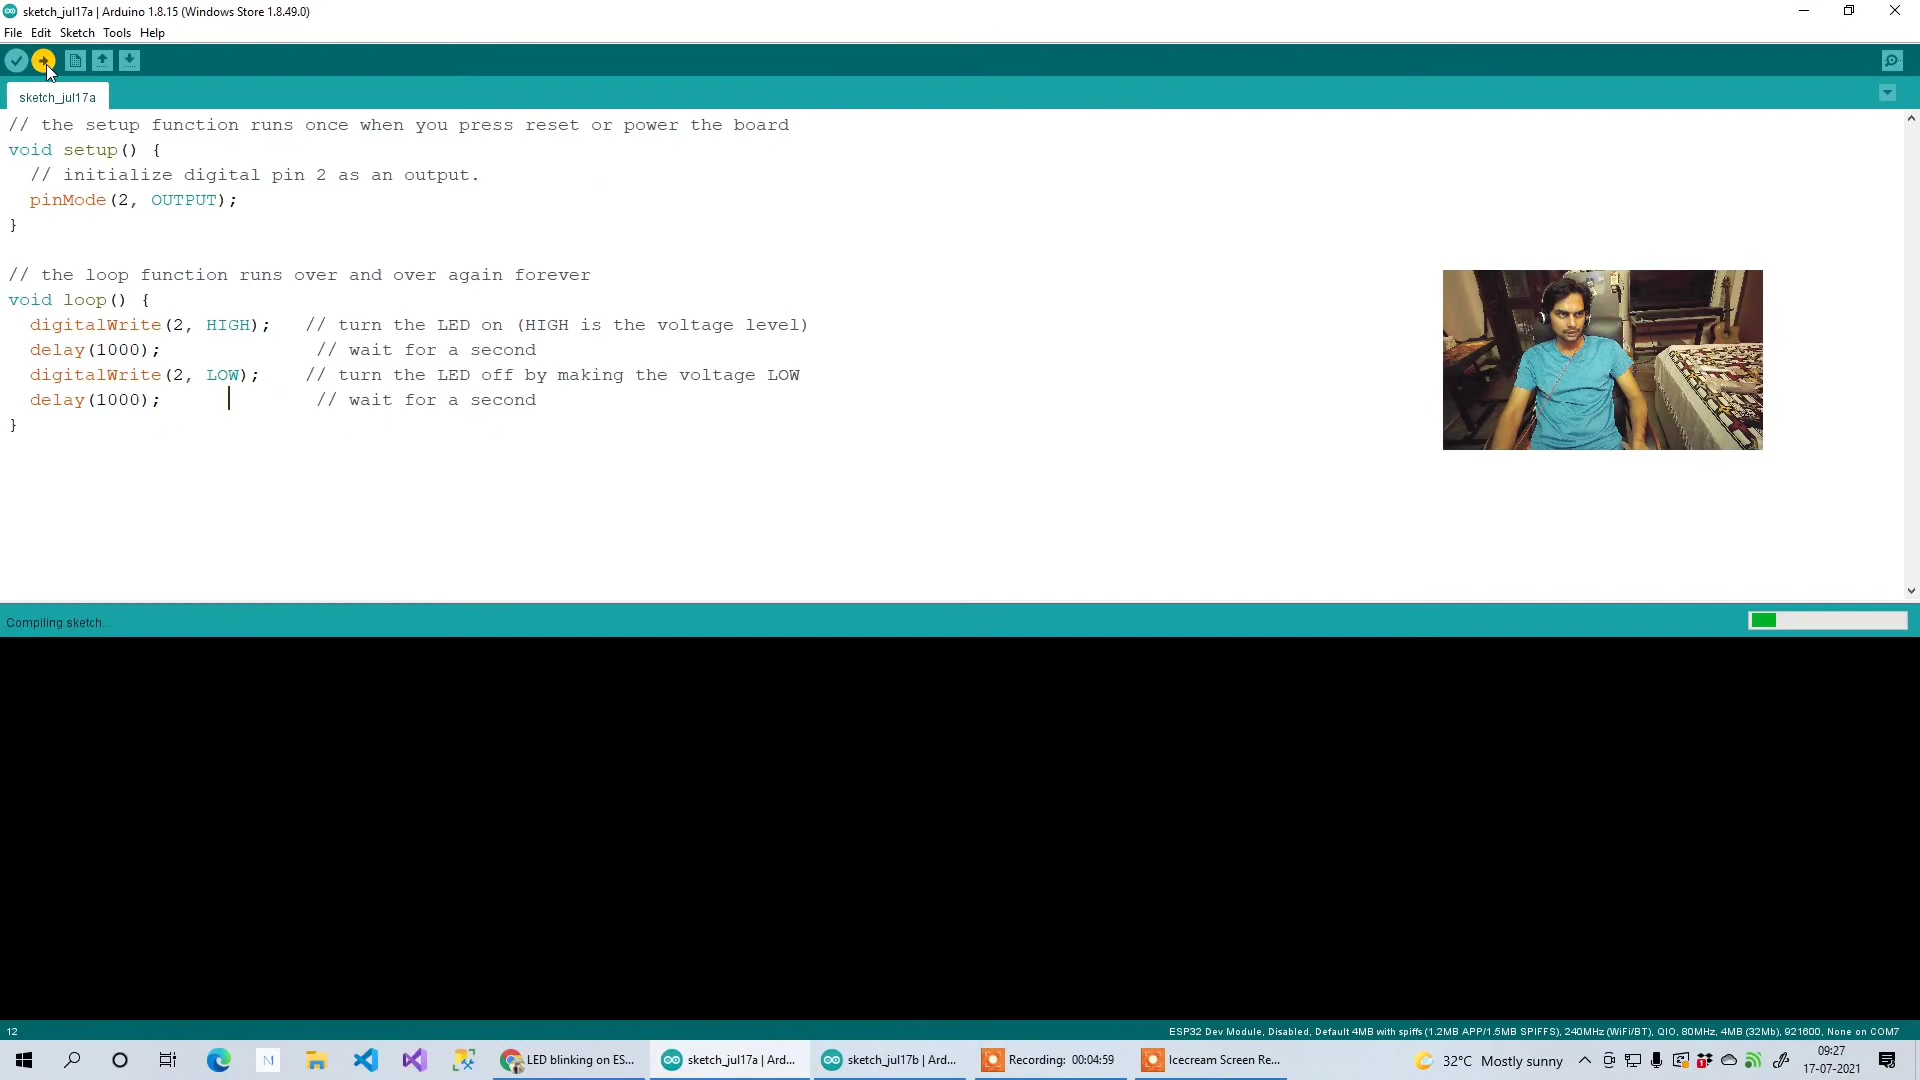 sketch_jul17a | Arduino 1.8.15 (Windows Store 1.8.49.0)
File Edit Sketch Tools Help
sketch_jul17a
// the setup function runs once when you press reset or power the board
void setup() {
  // initialize digital pin 2 as an output.
  pinMode(2, OUTPUT);
}
// the loop function runs over and over again forever
void loop() {
  digitalWrite(2, HIGH);   // turn the LED on (HIGH is the voltage level)
  delay(1000);              // wait for a second
  digitalWrite(2, LOW);    // turn the LED off by making the voltage LOW
  delay(1000);              // wait for a second
}
Compiling sketch...
12 ESP32 Dev Module, Disabled, Default 4MB with spiffs (1.2MB APP/1.5MB SPIFFS), 240MHz (WiFi/BT), QIO, 80MHz, 4MB (32Mb), 921600, None on COM7
N LED blinking on ES... sketch_jul17a | Ard... sketch_jul17b | Ard... Recording: 00:04:59 Icecream Screen Re... 32°C Mostly sunny 09:27
17-07-2021